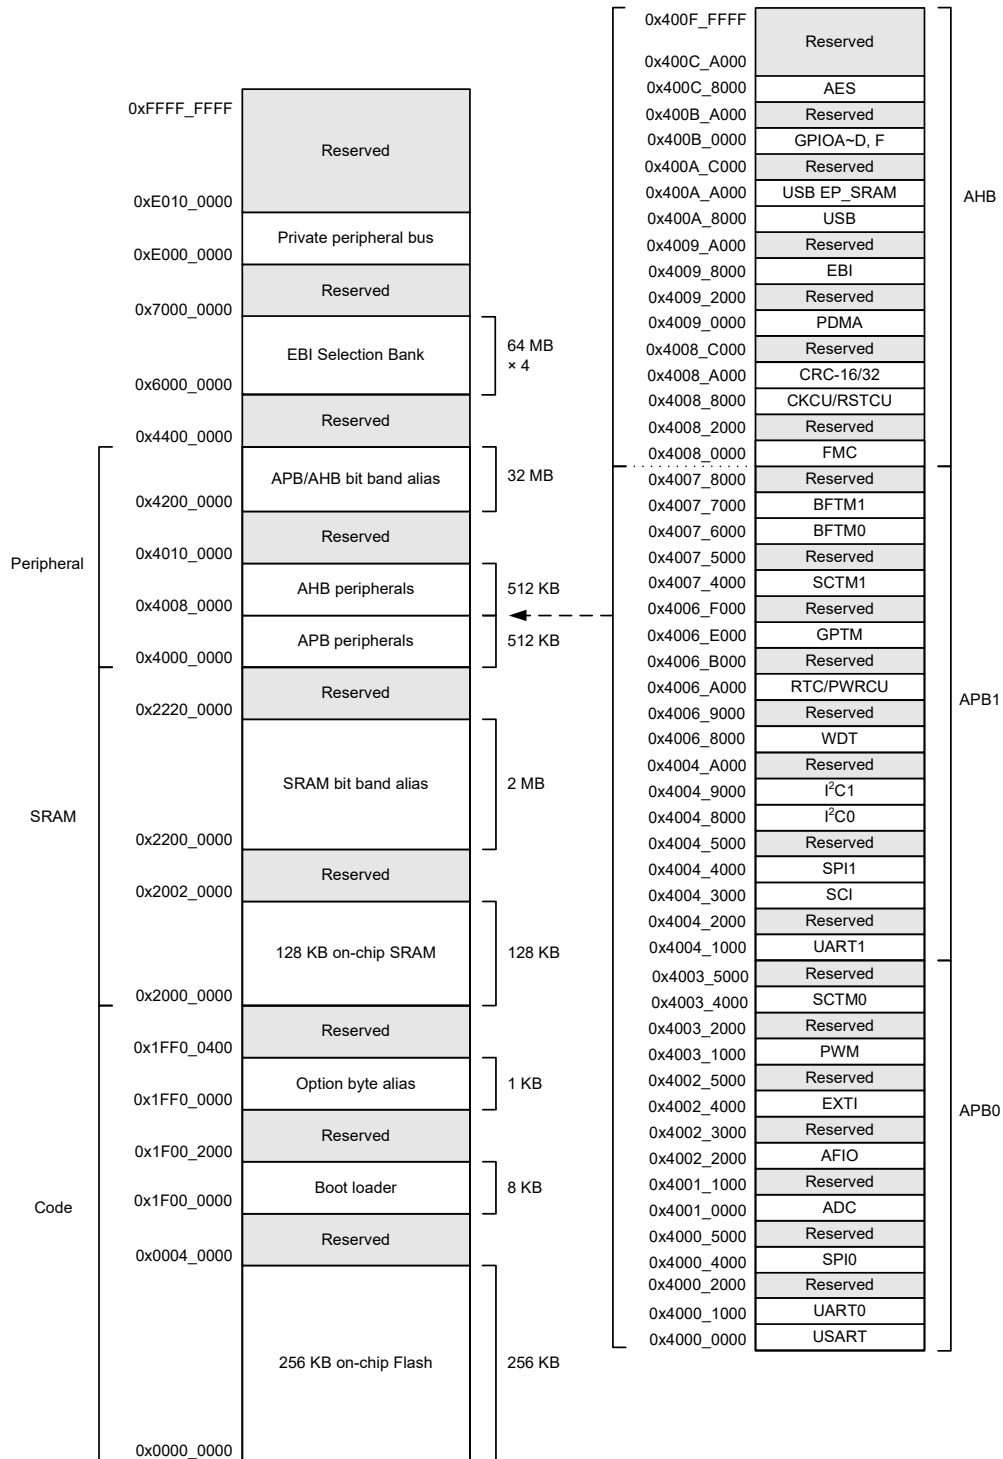 0xFFFF_FFFF
Reserved
0xE010_0000
Private peripheral bus
0xE000_0000
Reserved
0x7000_0000
EBI Selection Bank
64 MB
× 4
0x6000_0000
Reserved
0x4400_0000
APB/AHB bit band alias
32 MB
0x4200_0000
Reserved
0x4010_0000
Peripheral
AHB peripherals
512 KB
0x4008_0000
APB peripherals
512 KB
0x4000_0000
Reserved
0x2220_0000
SRAM bit band alias
2 MB
SRAM
0x2200_0000
Reserved
0x2002_0000
128 KB on-chip SRAM
128 KB
0x2000_0000
Reserved
0x1FF0_0400
Option byte alias
1 KB
0x1FF0_0000
Reserved
0x1F00_2000
Boot loader
8 KB
0x1F00_0000
Code
Reserved
0x0004_0000
256 KB on-chip Flash
256 KB
0x0000_0000
0x400F_FFFF
Reserved
0x400C_A000
0x400C_8000 AES
0x400B_A000 Reserved
0x400B_0000 GPIOA~D, F
0x400A_C000 Reserved
0x400A_A000 USB EP_SRAM
AHB
0x400A_8000 USB
0x4009_A000 Reserved
0x4009_8000 EBI
0x4009_2000 Reserved
0x4009_0000 PDMA
0x4008_C000 Reserved
0x4008_A000 CRC-16/32
0x4008_8000 CKCU/RSTCU
0x4008_2000 Reserved
0x4008_0000 FMC
0x4007_8000 Reserved
0x4007_7000 BFTM1
0x4007_6000 BFTM0
0x4007_5000 Reserved
0x4007_4000 SCTM1
0x4006_F000 Reserved
0x4006_E000 GPTM
0x4006_B000 Reserved
0x4006_A000 RTC/PWRCU
APB1
0x4006_9000 Reserved
0x4006_8000 WDT
0x4004_A000 Reserved
0x4004_9000 I²C1
0x4004_8000 I²C0
0x4004_5000 Reserved
0x4004_4000 SPI1
0x4004_3000 SCI
0x4004_2000 Reserved
0x4004_1000 UART1
0x4003_5000 Reserved
0x4003_4000 SCTM0
0x4003_2000 Reserved
0x4003_1000 PWM
0x4002_5000 Reserved
0x4002_4000 EXTI
APB0
0x4002_3000 Reserved
0x4002_2000 AFIO
0x4001_1000 Reserved
0x4001_0000 ADC
0x4000_5000 Reserved
0x4000_4000 SPI0
0x4000_2000 Reserved
0x4000_1000 UART0
0x4000_0000 USART